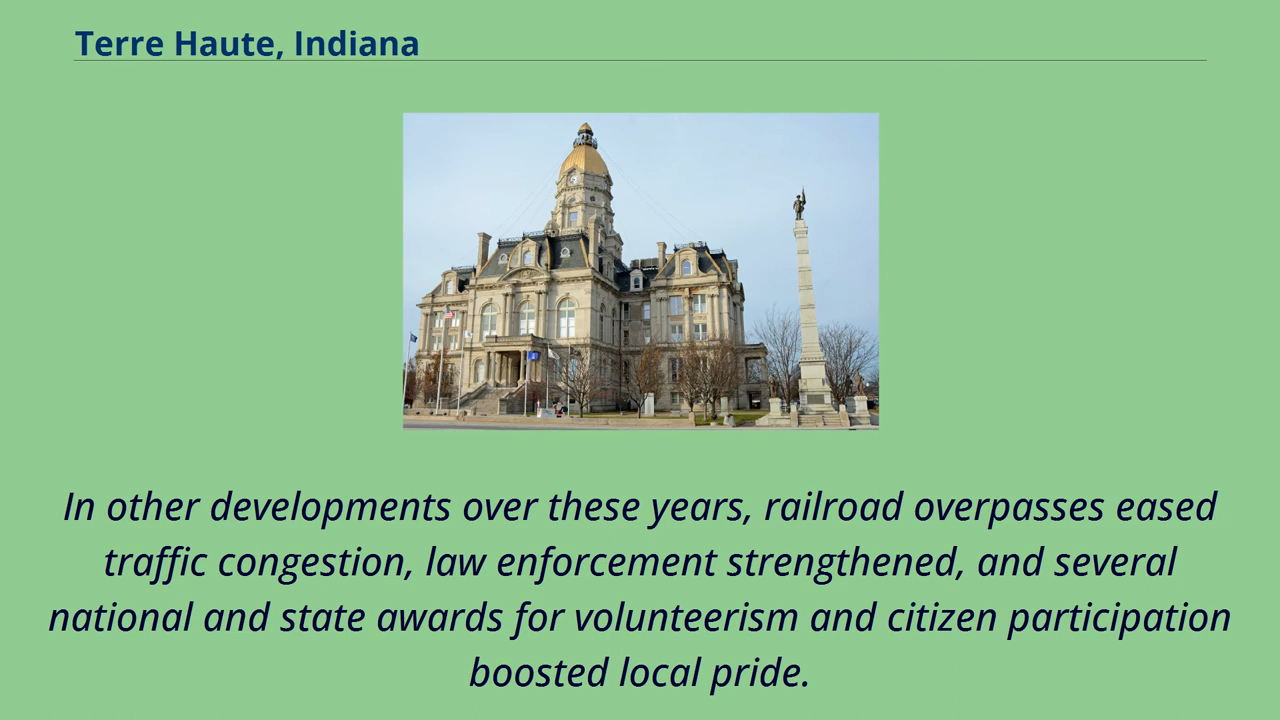 Terre Haute, Indiana
In other developments over these years, railroad overpasses eased
traffic congestion, law enforcement strengthened, and several
national and state awards for volunteerism and citizen participation
boosted local pride.